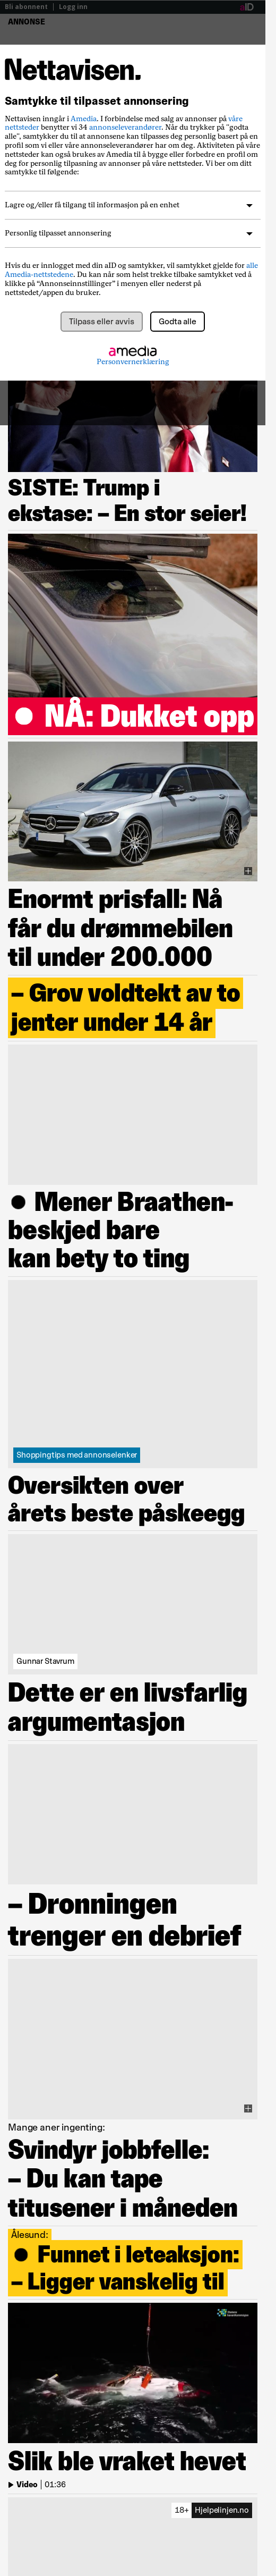 Bli abonnent | Logg inn
aID
ANNONSE
Nettavisen.
Samtykke til tilpasset annonsering
Nettavisen inngår i Amedia. I forbindelse med salg av annonser på våre
nettsteder benytter vi 34 annonseleverandører. Når du trykker på "godta
alle", samtykker du til at annonsene kan tilpasses deg personlig basert på en
profil som vi eller våre annonseleverandører har om deg. Aktivitetene på våre
nettsteder kan også brukes av Amedia til å bygge eller forbedre en profil om
deg for personlig tilpasning av annonser på våre nettsteder. Vi ber om ditt
samtykke til følgende:
Lagre og/eller få tilgang til informasjon på en enhet
Personlig tilpasset annonsering
Hvis du er innlogget med din aID og samtykker, vil samtykket gjelde for alle
Amedia-nettstedene. Du kan når som helst trekke tilbake samtykket ved å
klikke på “Annonseinnstillinger” i menyen eller nederst på
nettstedet/appen du bruker.
Tilpass eller avvis
Godta alle
amedia
Personvernerklæring
SISTE: Trump i
ekstase: – En stor seier!
● NÅ: Dukket opp
Enormt prisfall: Nå
får du drømmebilen
til under 200.000
– Grov voldtekt av to
jenter under 14 år
● Mener Braathen-
beskjed bare
kan bety to ting
Shoppingtips med annonselenker
Oversikten over
årets beste påskeegg
Gunnar Stavrum
Dette er en livsfarlig
argumentasjon
– Dronningen
trenger en debrief
Mange aner ingenting:
Svindyr jobbfelle:
– Du kan tape
titusener i måneden
Ålesund:
● Funnet i leteaksjon:
– Ligger vanskelig til
Slik ble vraket hevet
Video | 01:36
18+ Hjelpelinjen.no